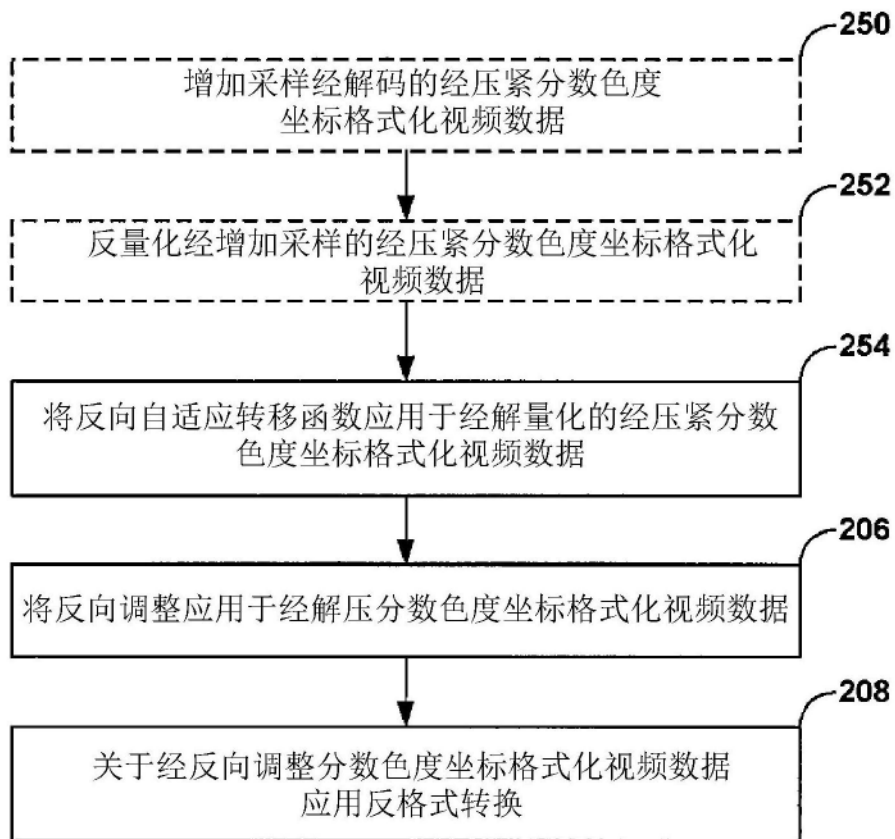 250
增加采样经解码的经压紧分数色度
坐标格式化视频数据
252
反量化经增加采样的经压紧分数色度坐标格式化
视频数据
254
将反向自适应转移函数应用于经解量化的经压紧分数
色度坐标格式化视频数据
206
将反向调整应用于经解压分数色度坐标格式化视频数据
208
关于经反向调整分数色度坐标格式化视频数据
应用反格式转换